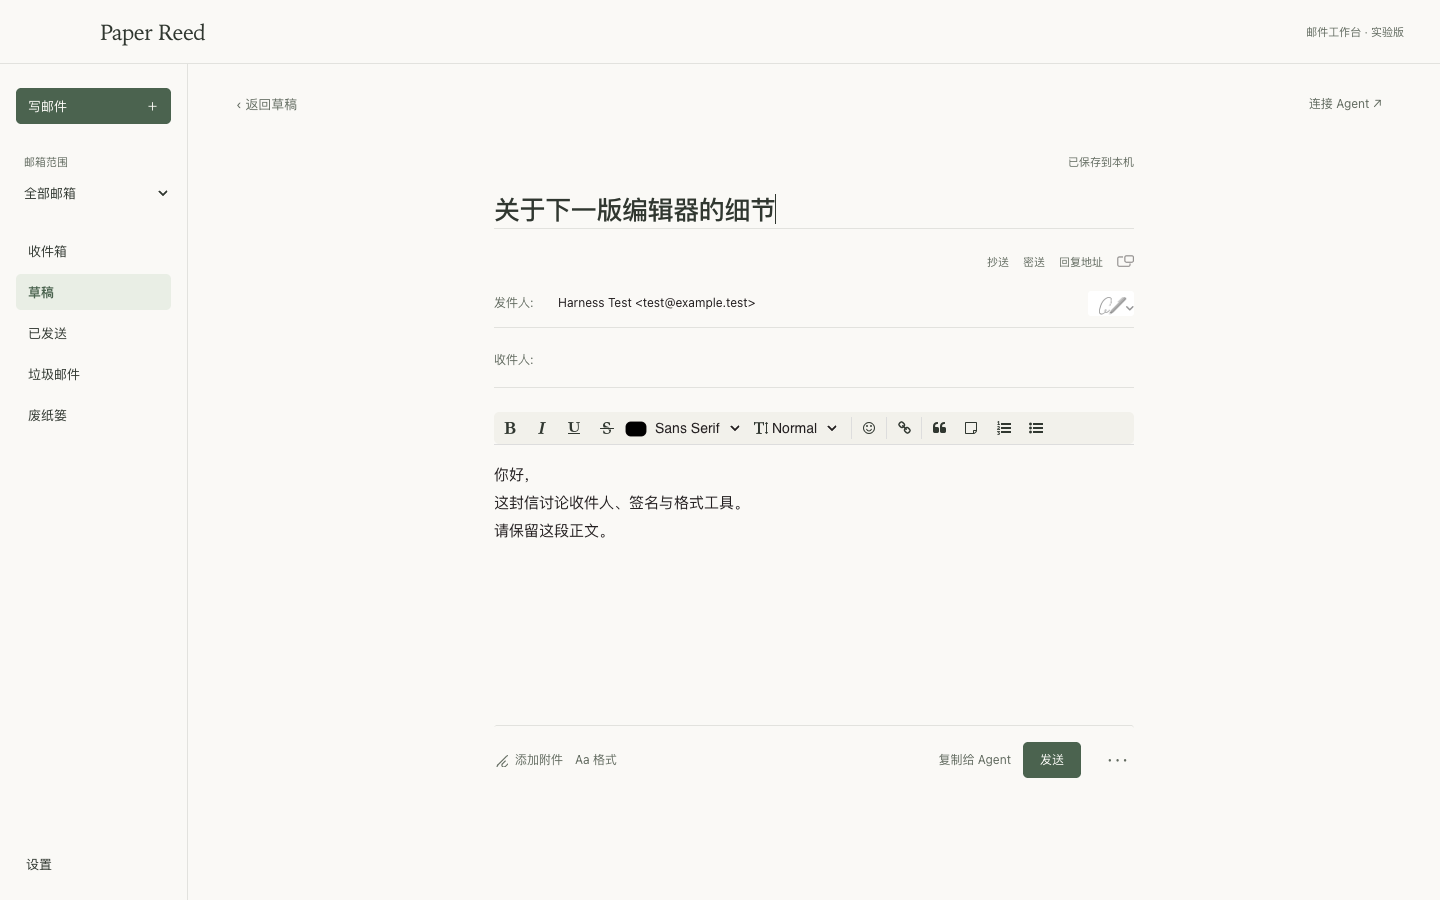 Paper Reed
邮件工作台 · 实验版
写邮件 +
邮箱范围
全部邮箱
收件箱
草稿
已发送
垃圾邮件
废纸篓
设置
‹ 返回草稿
连接 Agent ↗
已保存到本机
关于下一版编辑器的细节
抄送 密送 回复地址
发件人: Harness Test <test@example.test>
收件人:
B I U S Sans Serif T! Normal
你好，
这封信讨论收件人、签名与格式工具。
请保留这段正文。
添加附件 Aa 格式
复制给 Agent 发送 ···